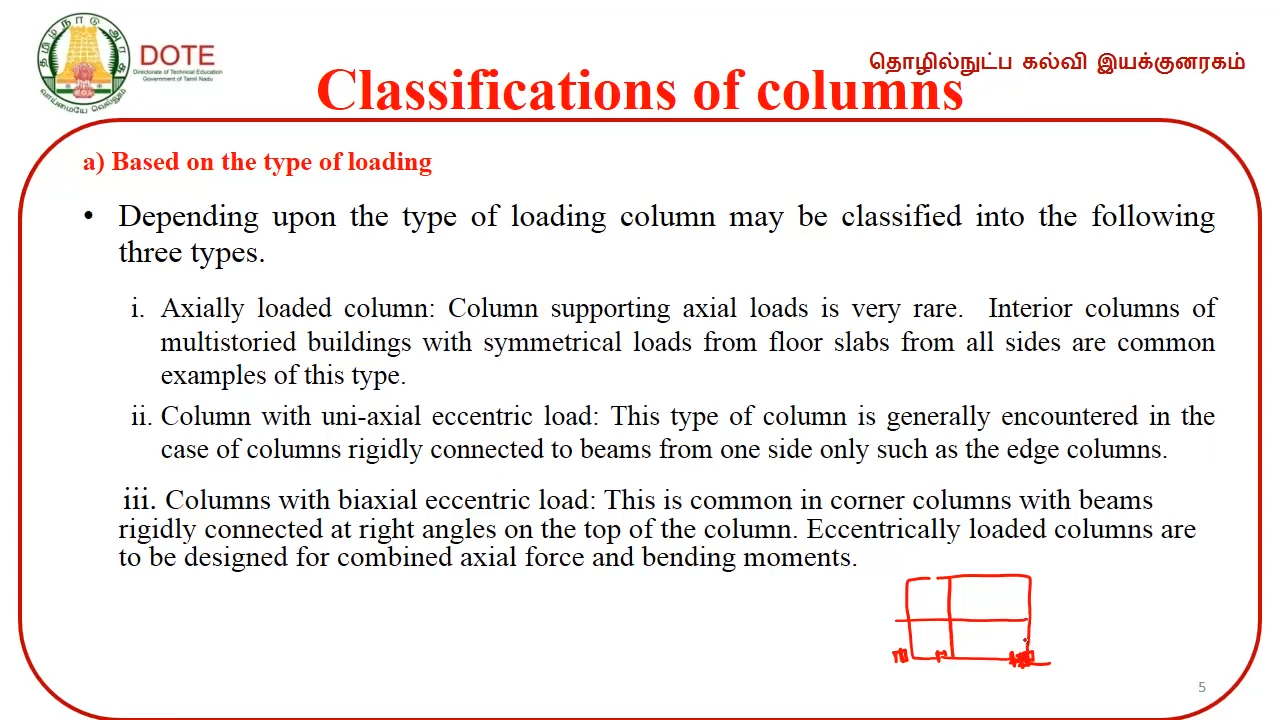 தமிழ்நாடு அரசு
வாய்மையே வெல்லும்
DOTE
Directorate of Technical Education
Government of Tamil Nadu
தொழில்நுட்ப கல்வி இயக்குனரகம்
Classifications of columns
a) Based on the type of loading
• Depending upon the type of loading column may be classified into the following
three types.
i. Axially loaded column: Column supporting axial loads is very rare. Interior columns of
multistoried buildings with symmetrical loads from floor slabs from all sides are common
examples of this type.
ii. Column with uni-axial eccentric load: This type of column is generally encountered in the
case of columns rigidly connected to beams from one side only such as the edge columns.
iii. Columns with biaxial eccentric load: This is common in corner columns with beams
rigidly connected at right angles on the top of the column. Eccentrically loaded columns are
to be designed for combined axial force and bending moments.
5